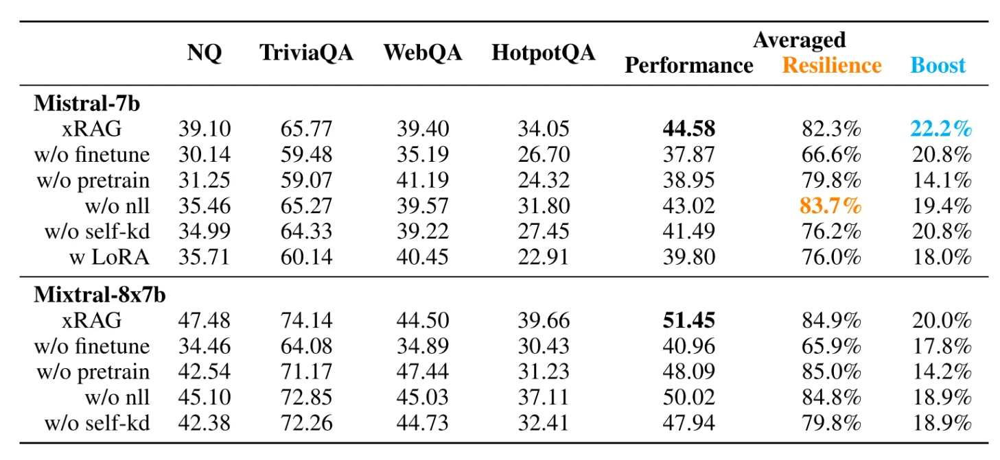 NQ TriviaQA WebQA HotpotQA Averaged
Performance Resilience Boost
Mistral-7b
xRAG 39.10 65.77 39.40 34.05 44.58 82.3% 22.2%
w/o finetune 30.14 59.48 35.19 26.70 37.87 66.6% 20.8%
w/o pretrain 31.25 59.07 41.19 24.32 38.95 79.8% 14.1%
w/o nll 35.46 65.27 39.57 31.80 43.02 83.7% 19.4%
w/o self-kd 34.99 64.33 39.22 27.45 41.49 76.2% 20.8%
w LoRA 35.71 60.14 40.45 22.91 39.80 76.0% 18.0%
Mixtral-8x7b
xRAG 47.48 74.14 44.50 39.66 51.45 84.9% 20.0%
w/o finetune 34.46 64.08 34.89 30.43 40.96 65.9% 17.8%
w/o pretrain 42.54 71.17 47.44 31.23 48.09 85.0% 14.2%
w/o nll 45.10 72.85 45.03 37.11 50.02 84.8% 18.9%
w/o self-kd 42.38 72.26 44.73 32.41 47.94 79.8% 18.9%